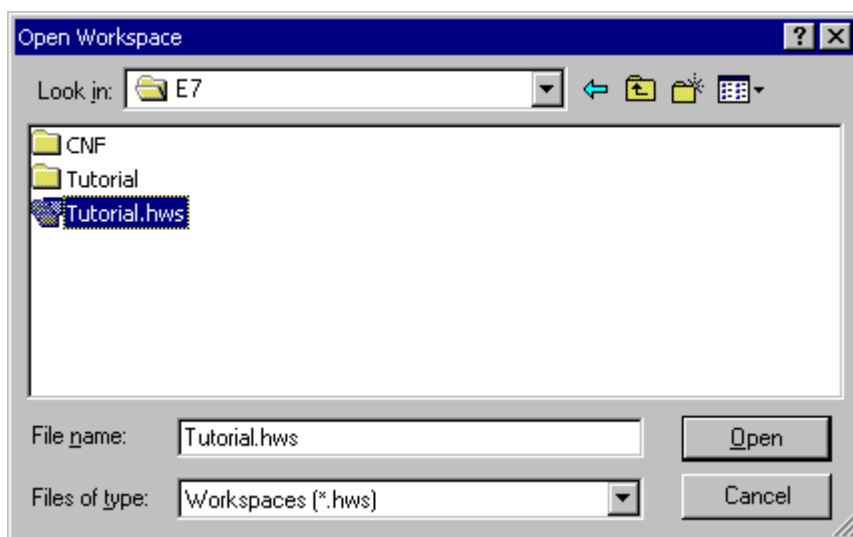 Open Workspace
Look in: E7
CNF
Tutorial
Tutorial.hws
File name: Tutorial.hws Open
Files of type: Workspaces (*.hws) Cancel